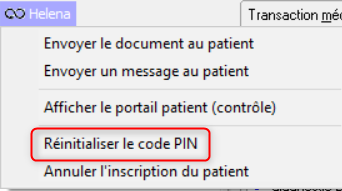 Helena
Transaction
Envoyer le document au patient
Envoyer un message au patient
Afficher le portail patient (contrôle)
Réinitialiser le code PIN
Annuler l'inscription du patient